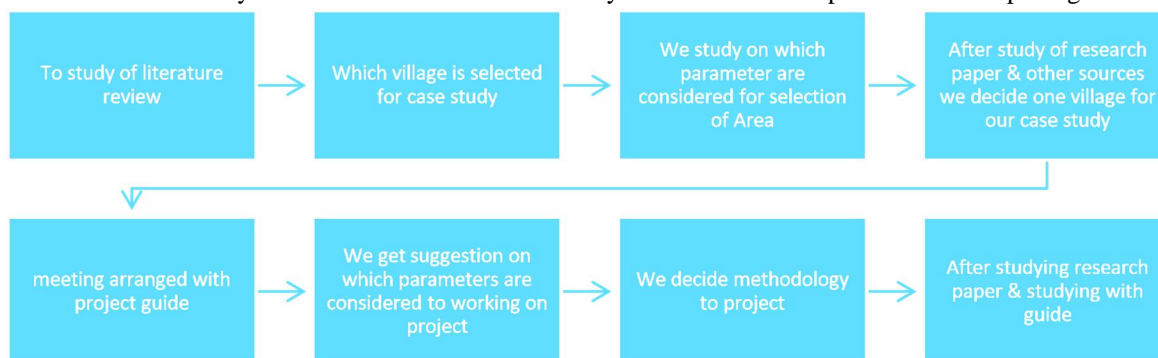 To study of literature
review
Which village is selected
for case study
We study on which
parameter are
considered for selection
of Area
After study of research
paper & other sources
we decide one village for
our case study
meeting arranged with
project guide
We get suggestion on
which parameters are
considered to working on
project
We decide methodology
to project
After studying research
paper & studying with
guide